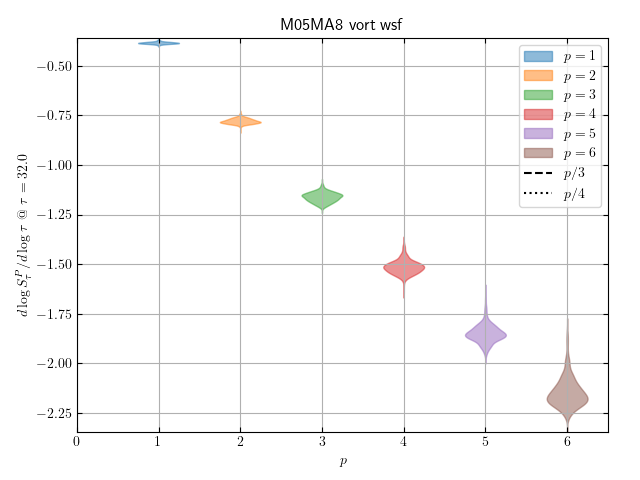 M05MA8 vort wsf
d log S_τ^P / d log τ @ τ = 32.0
−0.50
−0.75
−1.00
−1.25
−1.50
−1.75
−2.00
−2.25
p = 1
p = 2
p = 3
p = 4
p = 5
p = 6
p/3
p/4
0 1 2 3 4 5 6
p